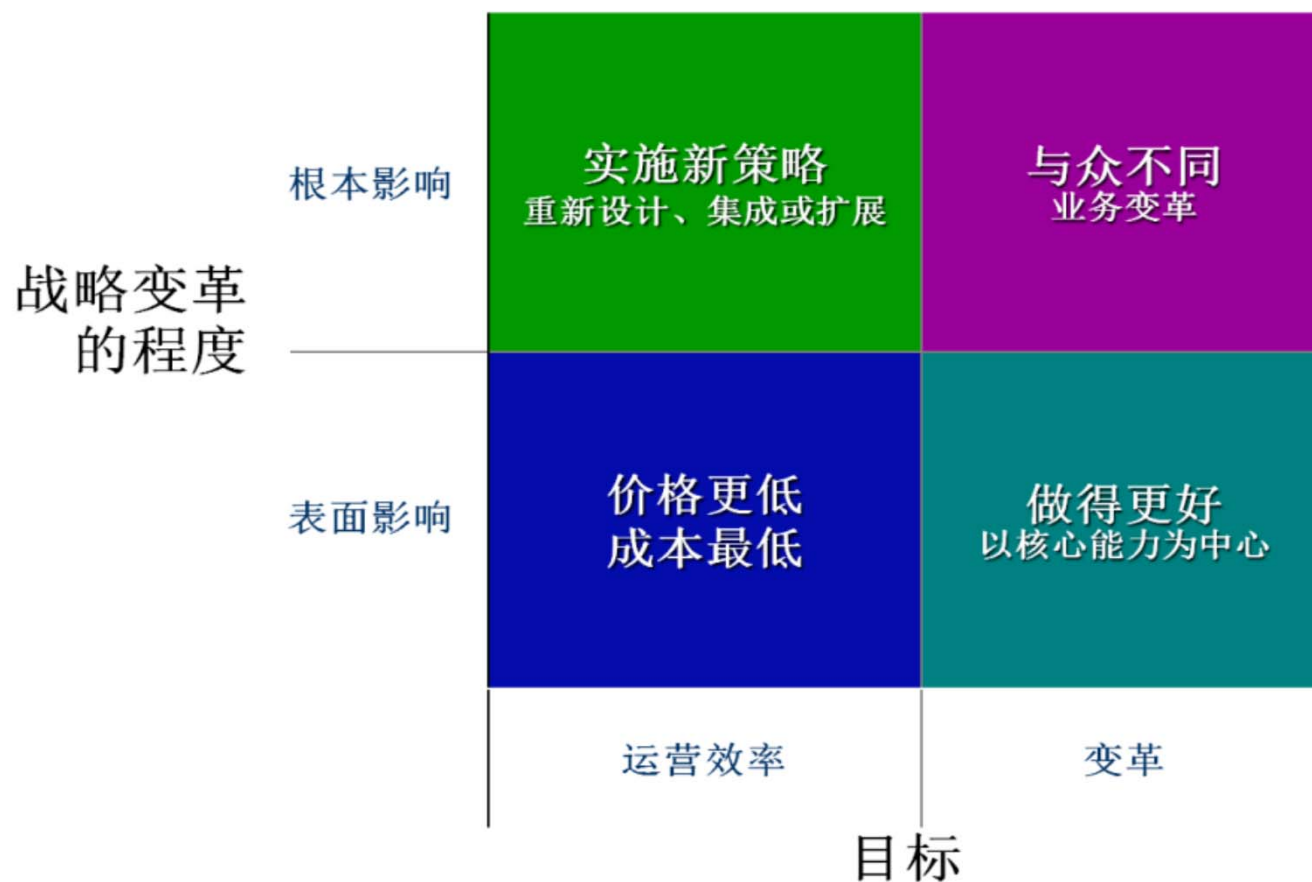 实施新策略
重新设计、集成或扩展
与众不同
业务变革
根本影响
战略变革
的程度
表面影响
价格更低
成本最低
做得更好
以核心能力为中心
运营效率
变革
目标